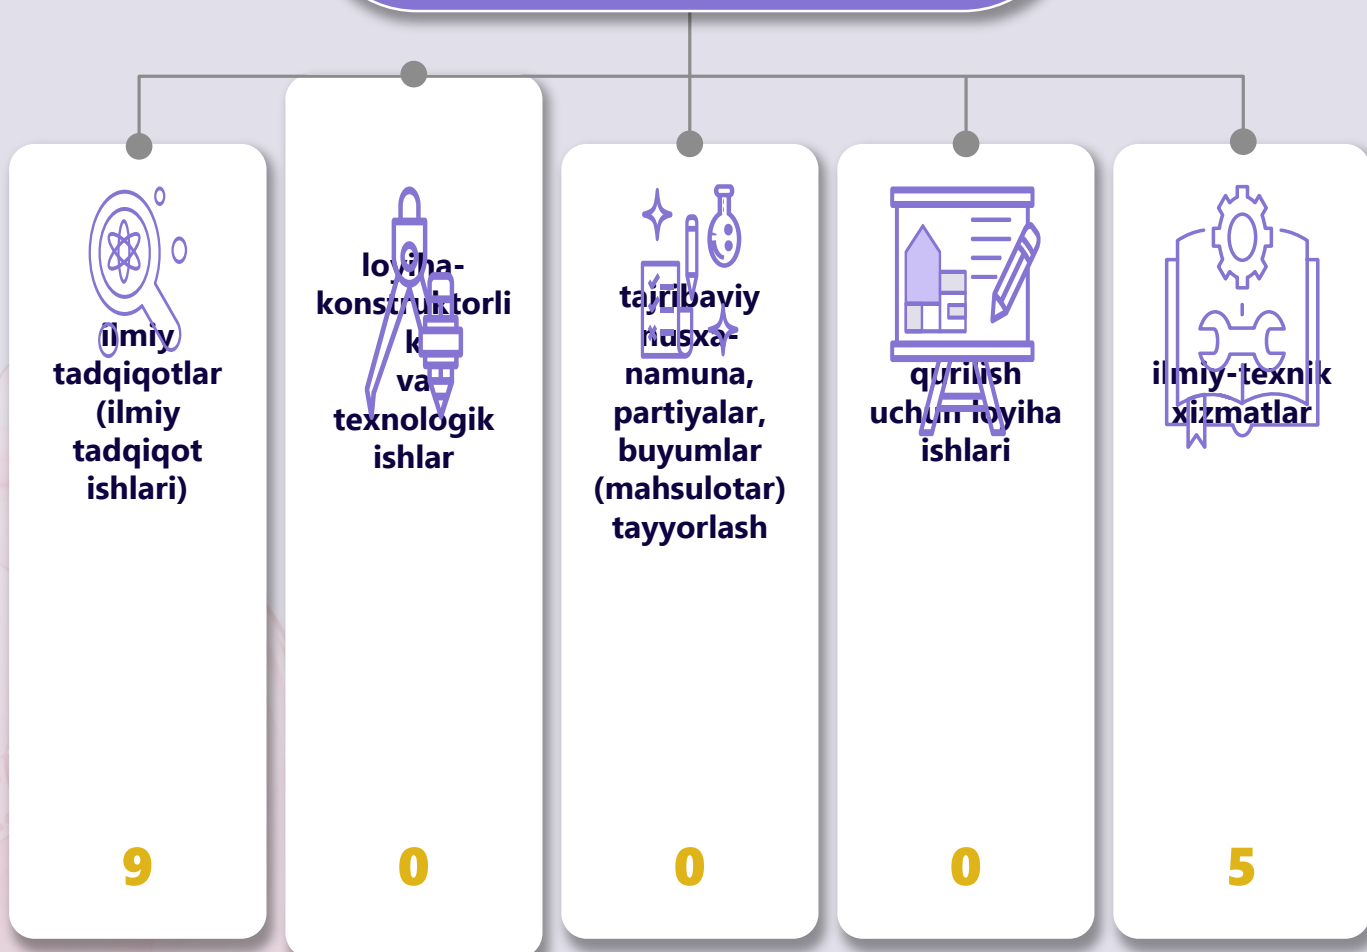 ilmiy
tadqiqotlar
(ilmiy
tadqiqot
ishlari)
loyiha-
konstruktorli
k
va
texnologik
ishlar
tajribaviy
nusxa-
namuna,
partiyalar,
buyumlar
(mahsulotar)
tayyorlash
qurilish
uchun loyiha
ishlari
ilmiy-texnik
xizmatlar
9
0
0
0
5